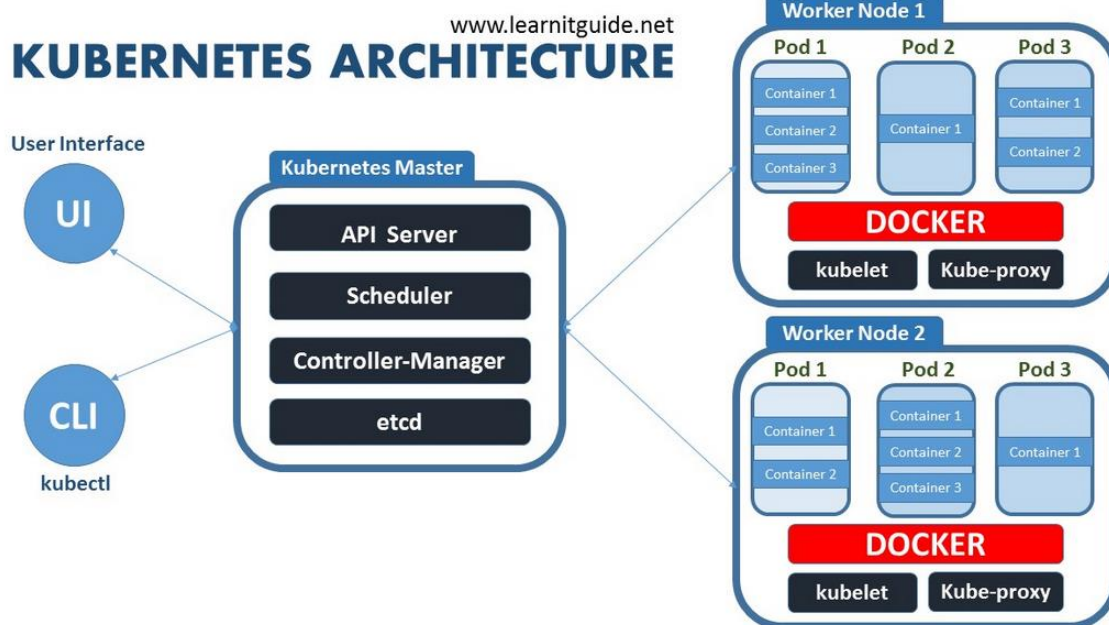 www.learnitguide.net
KUBERNETES ARCHITECTURE
User Interface
UI
CLI
kubectl
Kubernetes Master
API Server
Scheduler
Controller-Manager
etcd
Worker Node 1
Pod 1
Container 1
Container 2
Container 3
Pod 2
Container 1
Pod 3
Container 1
Container 2
DOCKER
kubelet
Kube-proxy
Worker Node 2
Pod 1
Container 1
Container 2
Pod 2
Container 1
Container 2
Container 3
Pod 3
Container 1
DOCKER
kubelet
Kube-proxy